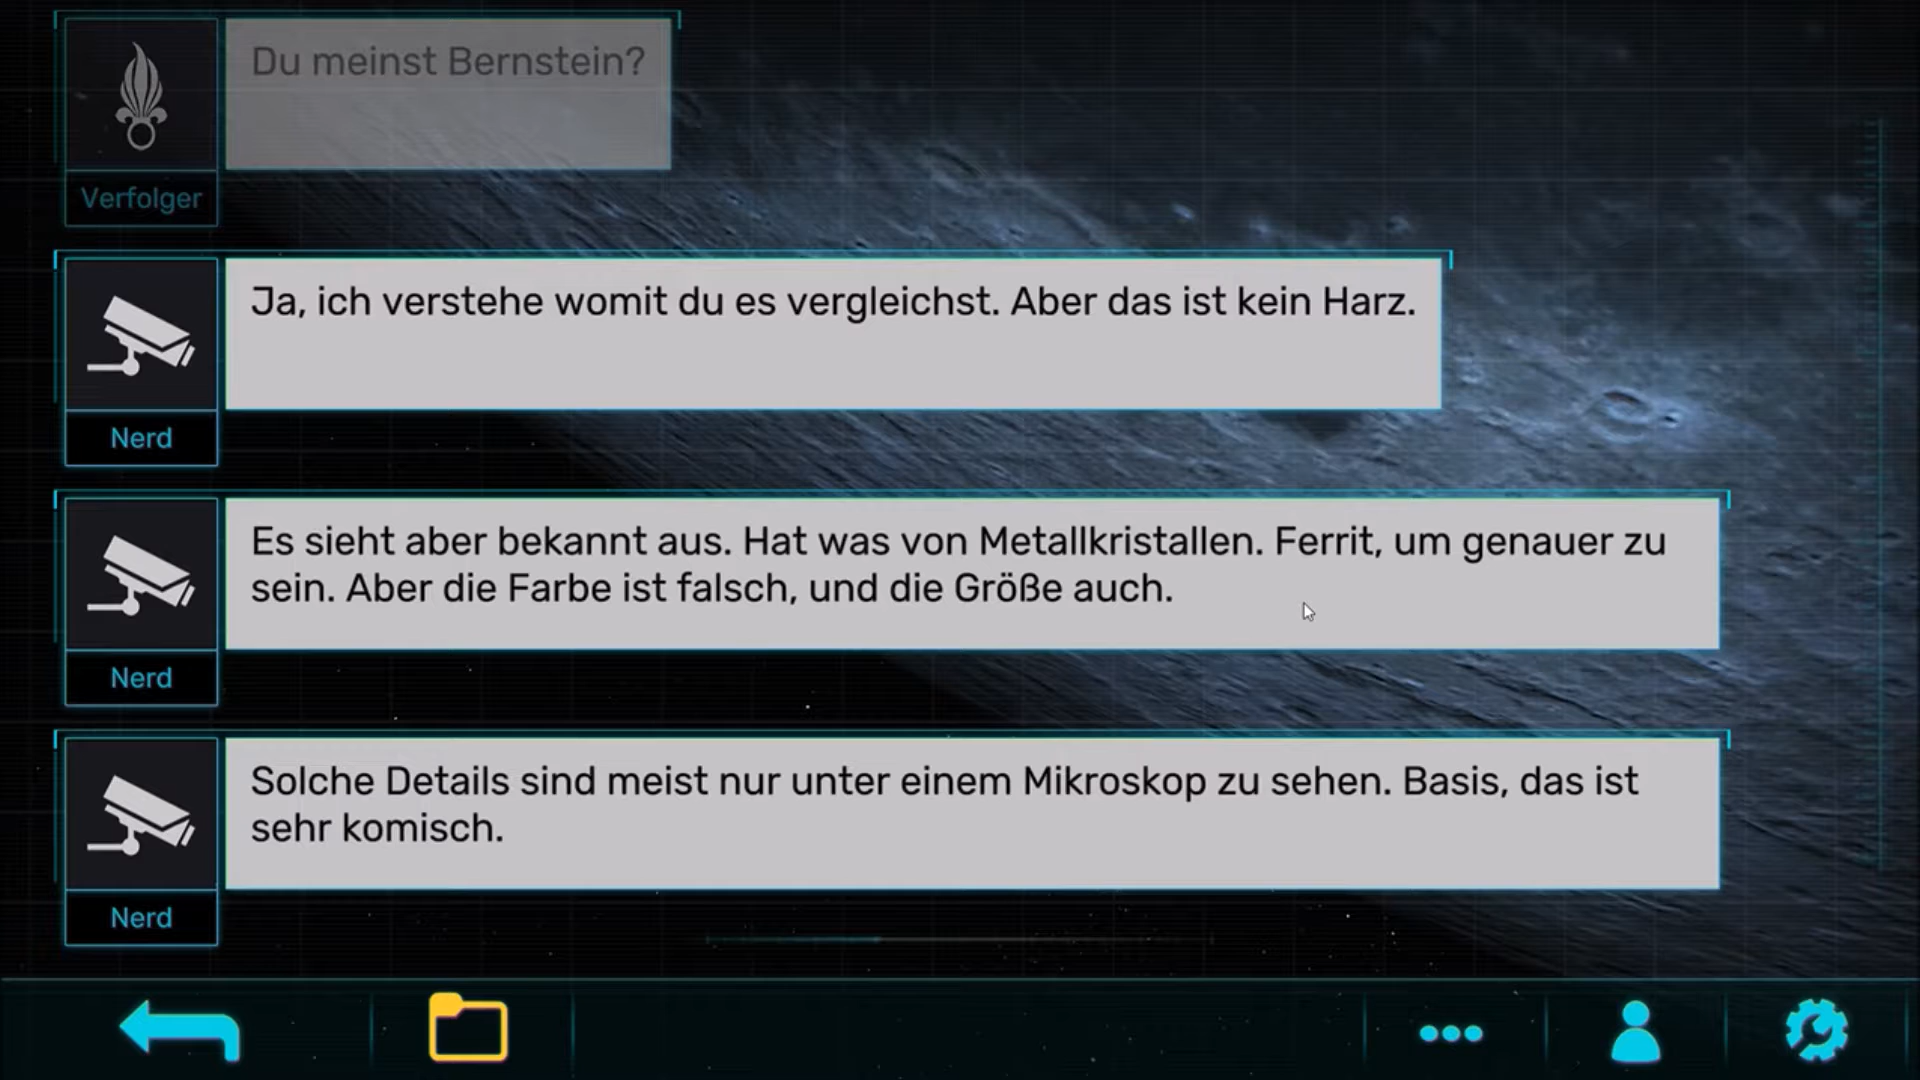 Du meinst Bernstein?
Verfolger
Ja, ich verstehe womit du es vergleichst. Aber das ist kein Harz.
Nerd
Es sieht aber bekannt aus. Hat was von Metallkristallen. Ferrit, um genauer zu
sein. Aber die Farbe ist falsch, und die Größe auch.
Nerd
Solche Details sind meist nur unter einem Mikroskop zu sehen. Basis, das ist
sehr komisch.
Nerd